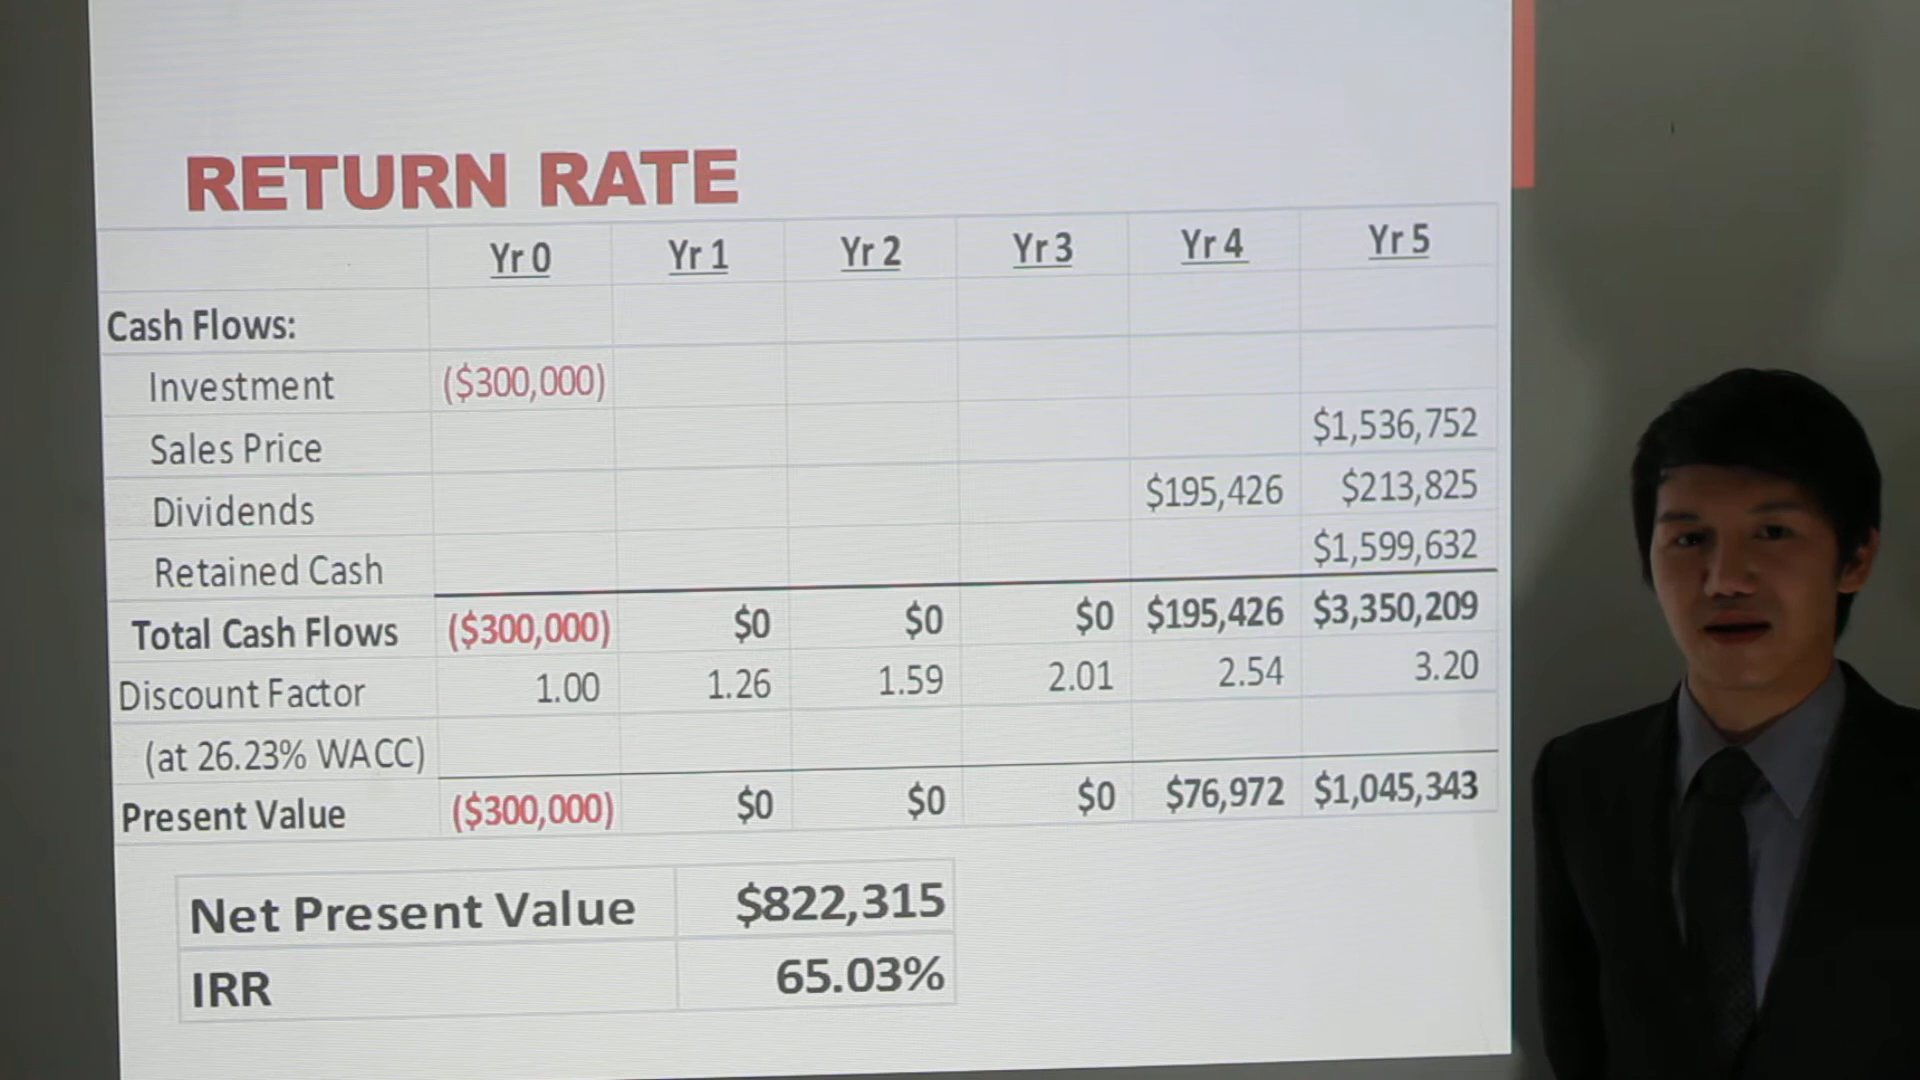 RETURN RATE
Yr 0 Yr 1 Yr 2 Yr 3 Yr 4 Yr 5
Cash Flows:
Investment ($300,000)
Sales Price $1,536,752
Dividends $195,426 $213,825
Retained Cash $1,599,632
Total Cash Flows ($300,000) $0 $0 $0 $195,426 $3,350,209
Discount Factor 1.00 1.26 1.59 2.01 2.54 3.20
(at 26.23% WACC)
Present Value ($300,000) $0 $0 $0 $76,972 $1,045,343
Net Present Value $822,315
IRR 65.03%